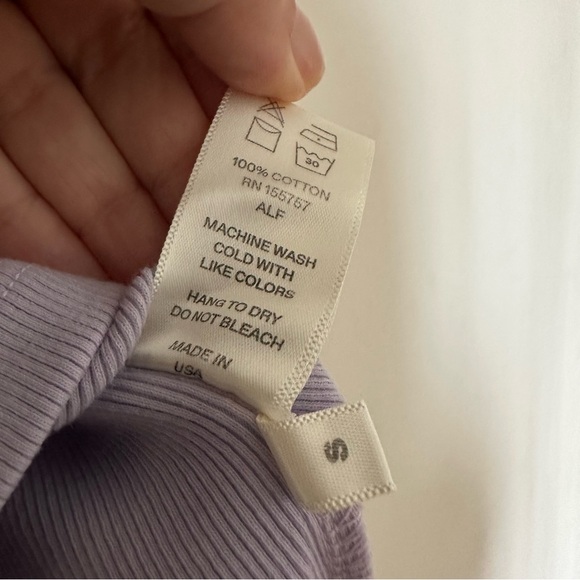 30
100% COTTON
RN 155757
ALF
MACHINE WASH
COLD WITH
LIKE COLORS
HANG TO DRY
DO NOT BLEACH
MADE IN
USA
S